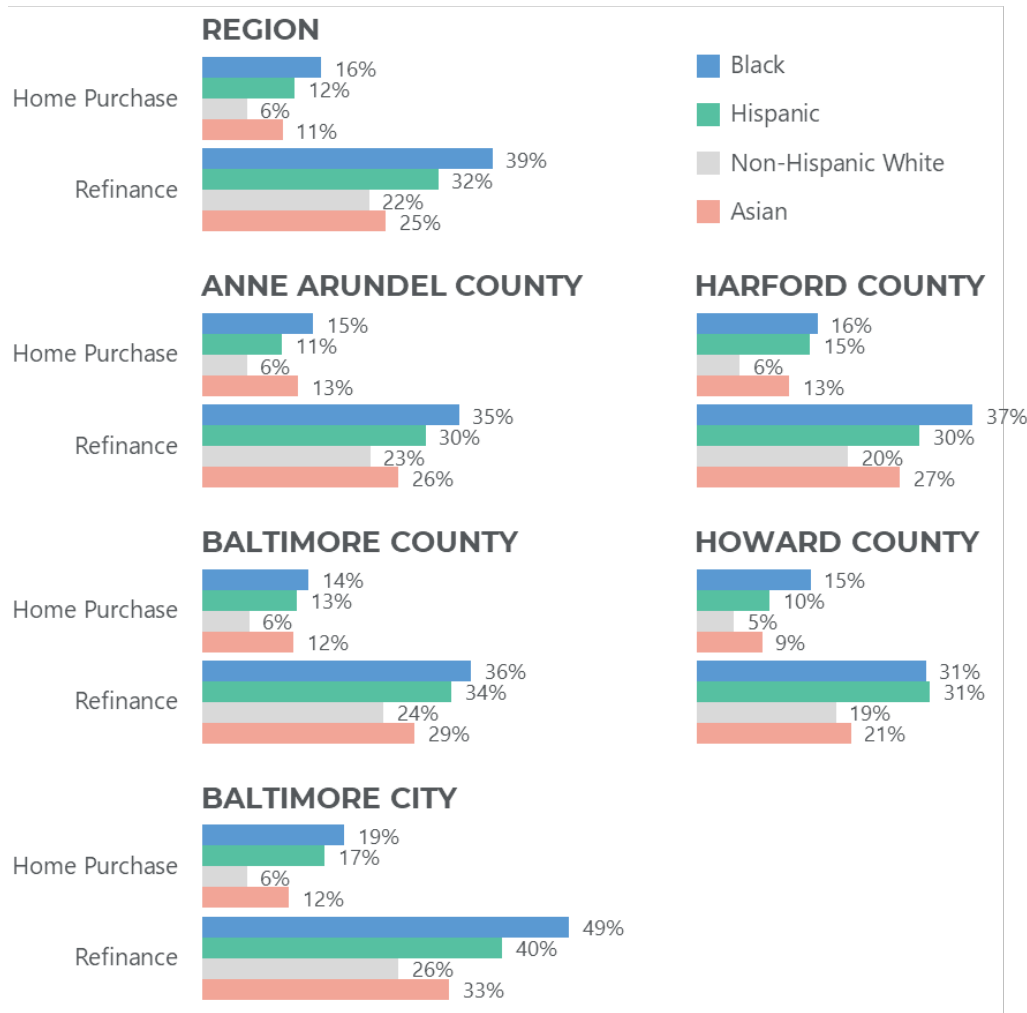 REGION
Home Purchase
16%
12%
6%
11%
Refinance
39%
32%
22%
25%
Black
Hispanic
Non-Hispanic White
Asian
ANNE ARUNDEL COUNTY
Home Purchase
15%
11%
6%
13%
Refinance
35%
30%
23%
26%
HARFORD COUNTY
16%
15%
6%
13%
37%
30%
20%
27%
BALTIMORE COUNTY
Home Purchase
14%
13%
6%
12%
Refinance
36%
34%
24%
29%
HOWARD COUNTY
15%
10%
5%
9%
31%
31%
19%
21%
BALTIMORE CITY
Home Purchase
19%
17%
6%
12%
Refinance
49%
40%
26%
33%